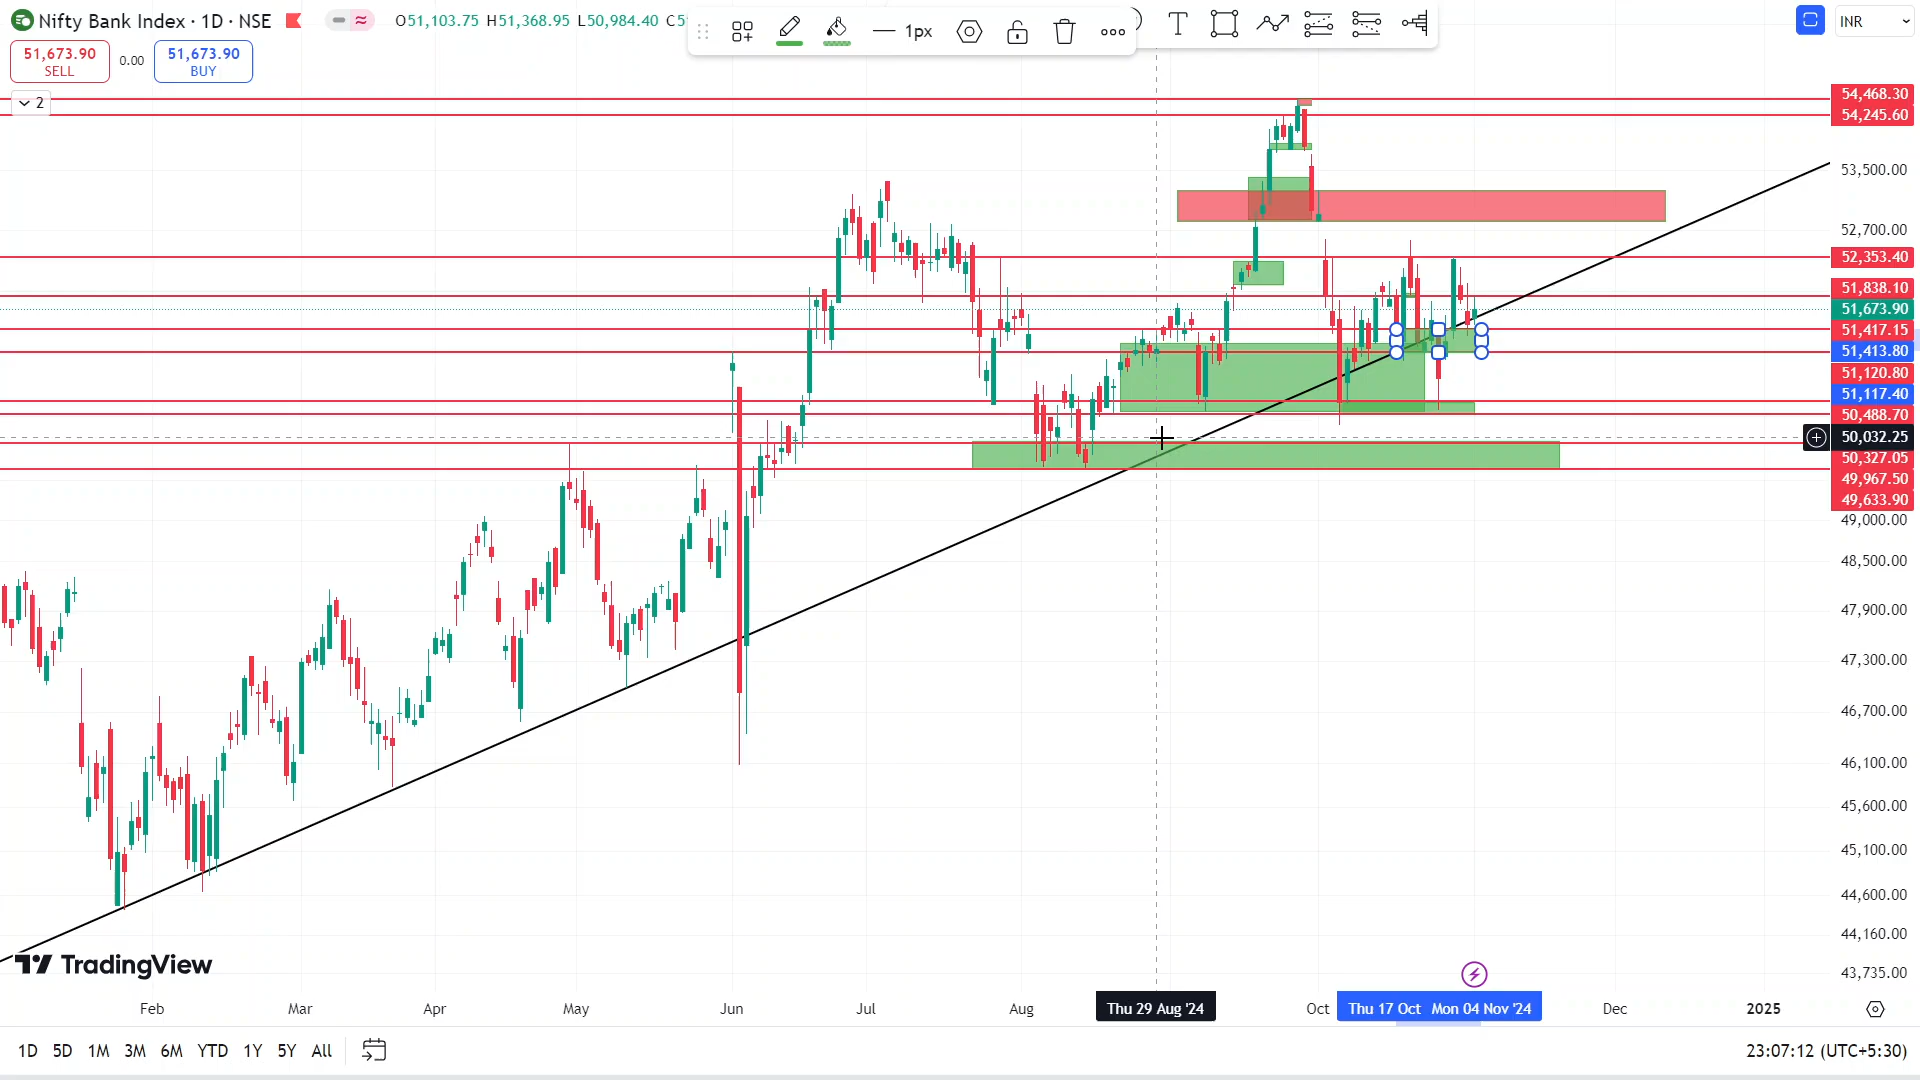 Nifty Bank Index · 1D · NSE
O51,103.75 H51,368.95 L50,984.40 C5
1px
T
INR
51,673.90
SELL
0.00
51,673.90
BUY
2
54,468.30
54,245.60
53,500.00
52,700.00
52,353.40
51,838.10
51,673.90
51,417.15
51,413.80
51,120.80
51,117.40
50,488.70
50,032.25
50,327.05
49,967.50
49,633.90
49,000.00
48,500.00
47,900.00
47,300.00
46,700.00
46,100.00
45,600.00
45,100.00
44,600.00
44,160.00
43,735.00
TradingView
Feb Mar Apr May Jun Jul Aug Thu 29 Aug '24 Oct Thu 17 Oct Mon 04 Nov '24 Dec 2025
1D 5D 1M 3M 6M YTD 1Y 5Y All
23:07:12 (UTC+5:30)